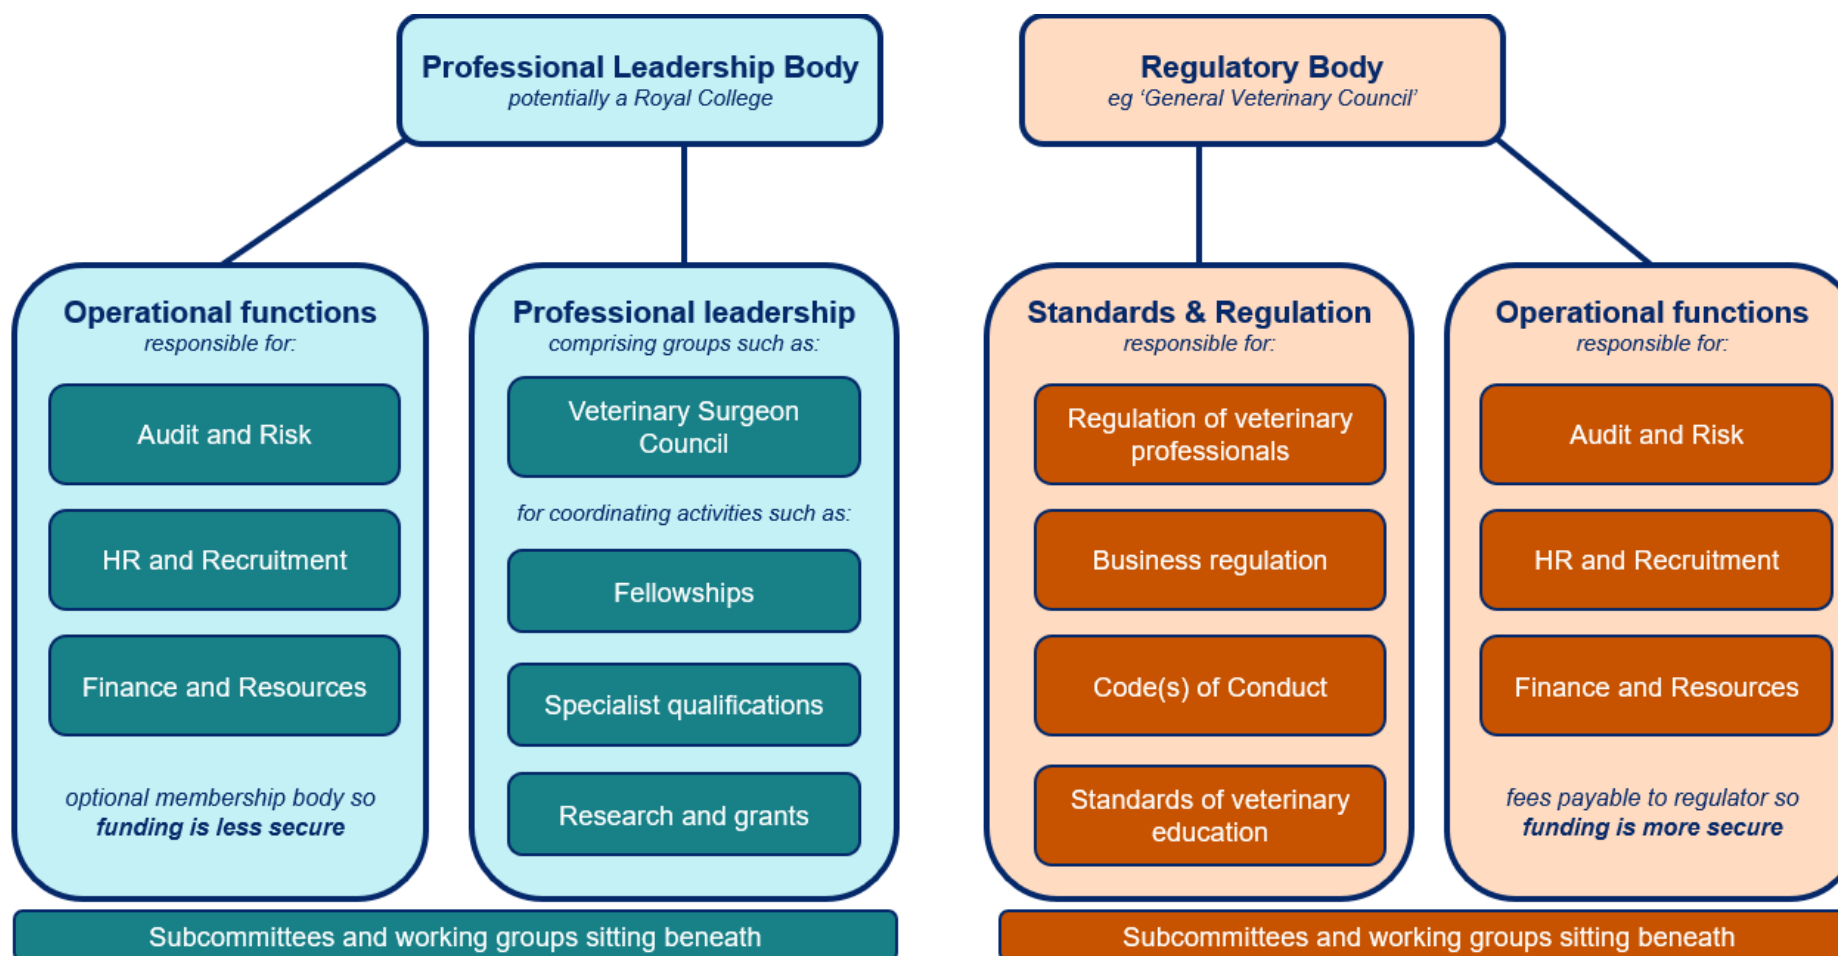 Professional Leadership Body
potentially a Royal College
Regulatory Body
eg ‘General Veterinary Council’
Operational functions
responsible for:
Audit and Risk
HR and Recruitment
Finance and Resources
optional membership body so
funding is less secure
Professional leadership
comprising groups such as:
Veterinary Surgeon
Council
for coordinating activities such as:
Fellowships
Specialist qualifications
Research and grants
Subcommittees and working groups sitting beneath
Standards & Regulation
responsible for:
Regulation of veterinary
professionals
Business regulation
Code(s) of Conduct
Standards of veterinary
education
Operational functions
responsible for:
Audit and Risk
HR and Recruitment
Finance and Resources
fees payable to regulator so
funding is more secure
Subcommittees and working groups sitting beneath